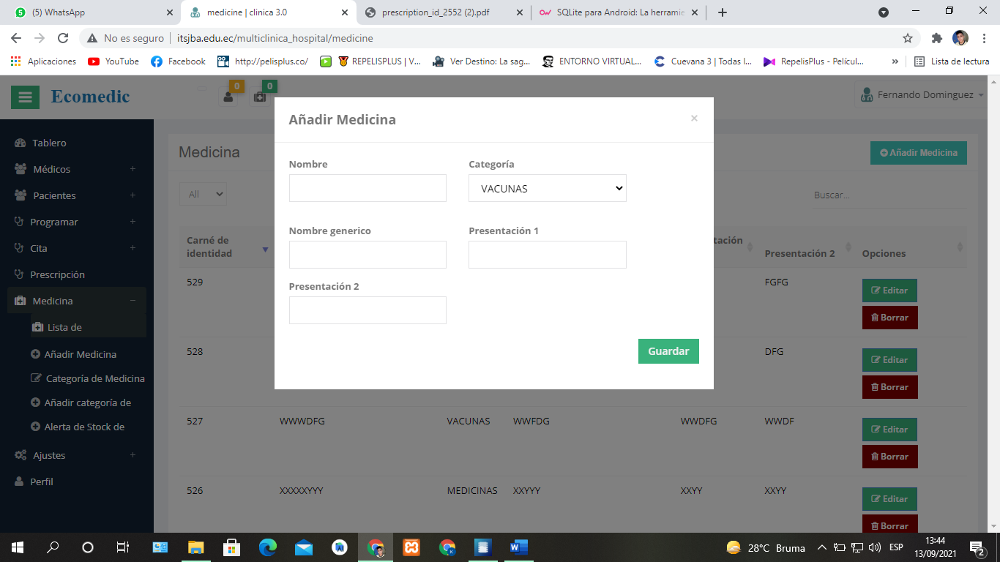 (5) WhatsApp
medicine | clinica 3.0
prescription_id_2552 (2).pdf
SQLite para Android: La herramie
No es seguro | itsjba.edu.ec/multiclinica_hospital/medicine
Aplicaciones
YouTube
Facebook
http://pelisplus.co/
REPELISPLUS | V...
Ver Destino: La sag...
ENTORNO VIRTUAL...
Cuevana 3 | Todas l...
RepelisPlus - Películ...
»
Lista de lectura
Ecomedic
0
0
Fernando Dominguez
Tablero
Médicos
Pacientes
Programar
Cita
Prescripción
Medicina
Lista de
Añadir Medicina
Categoría de Medicina
Añadir categoría de
Alerta de Stock de
Ajustes
Perfil
Medicina
Añadir Medicina
All
Buscar...
Añadir Medicina
×
Nombre
Categoría
VACUNAS
Nombre generico
Presentación 1
Presentación 2
Guardar
Carné de
identidad
tación
Presentación 2
Opciones
529
FGFG
Editar
Borrar
528
DFG
Editar
Borrar
527 WWWDFG VACUNAS WWFDG WWDFG WWDF
Editar
Borrar
526 XXXXXYYY MEDICINAS XXYYY XXYY XXYY
Editar
Borrar
28°C Bruma
ESP
13:44
13/09/2021
2